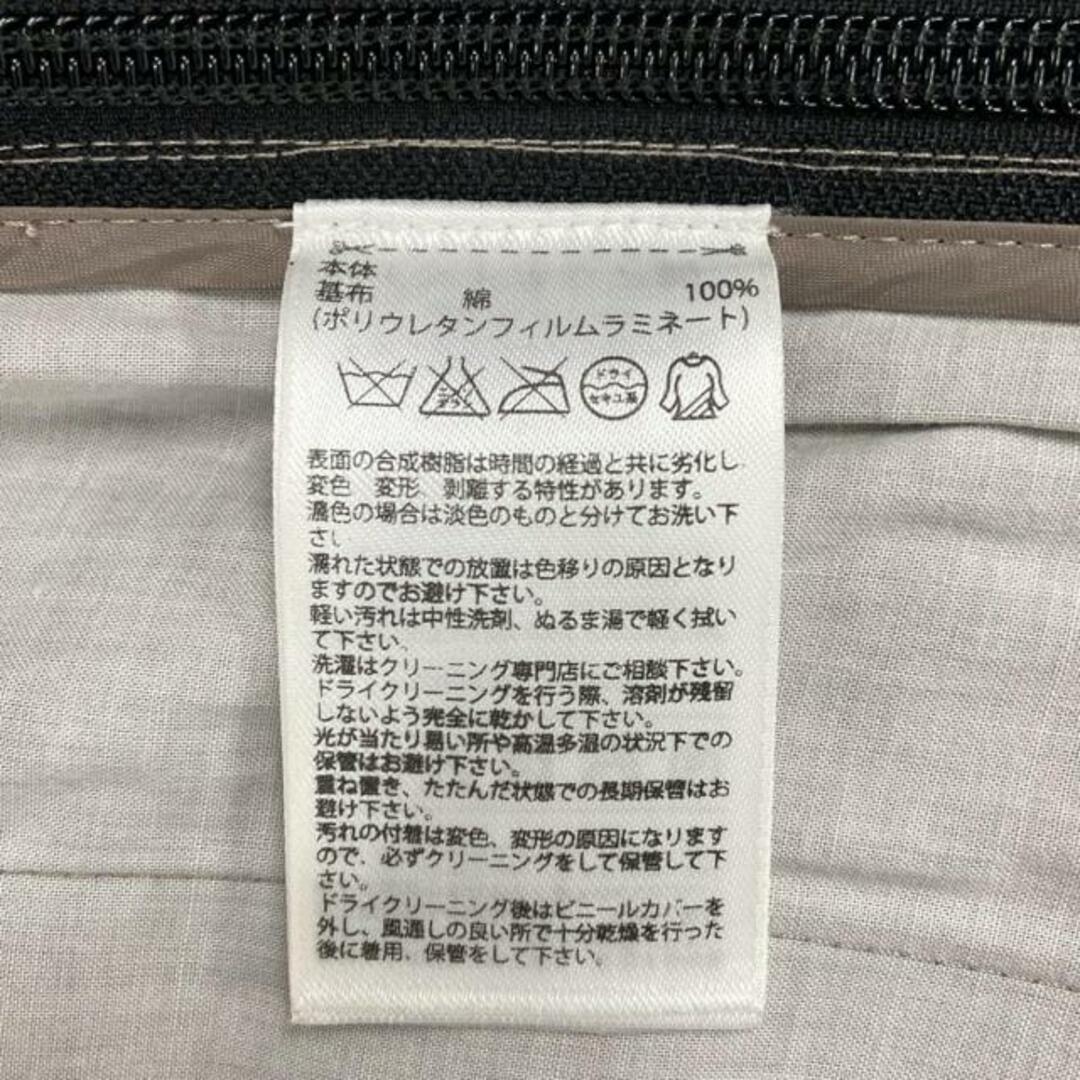 本体
基布 綿 100%
(ポリウレタンフィルムラミネート)
エンソ サラシ ドライ セキユ系
表面の合成樹脂は時間の経過と共に劣化し、
変色、変形、剥離する特性があります。
濃色の場合は淡色のものと分けてお洗い下
さい
濡れた状態での放置は色移りの原因となり
ますのでお避け下さい。
軽い汚れは中性洗剤、ぬるま湯で軽く拭い
て下さい。
洗濯はクリーニング専門店にご相談下さい。
ドライクリーニングを行う際、溶剤が残留
しないよう完全に乾かして下さい。
光が当たり易い所や高温多湿の状況下での
保管はお避け下さい。
重ね置き、たたんだ状態での長期保管はお
避け下さい。
汚れの付着は変色、変形の原因になります
ので、必ずクリーニングをして保管して下
さい。
ドライクリーニング後はビニールカバーを
外し、風通しの良い所で十分乾燥を行った
後に着用、保管をして下さい。